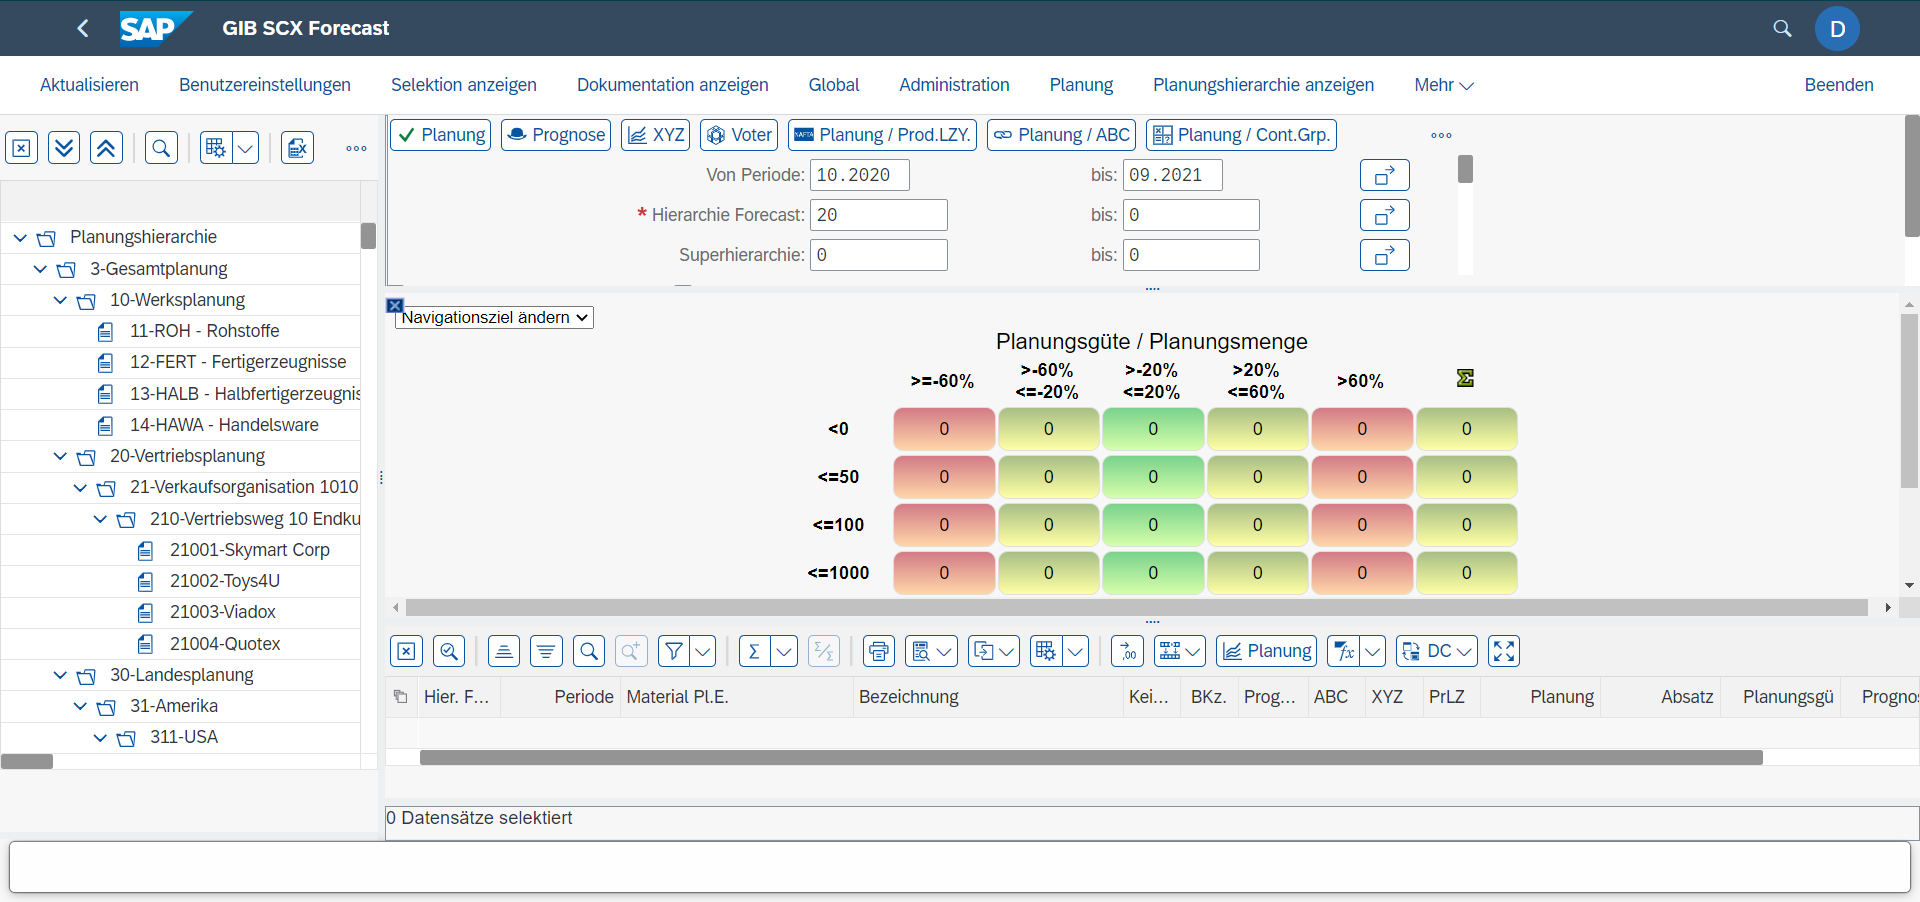 SAP GIB SCX Forecast D
Aktualisieren Benutzereinstellungen Selektion anzeigen Dokumentation anzeigen Global Administration Planung Planungshierarchie anzeigen Mehr Beenden
Planung Prognose XYZ Voter Planung / Prod.LZY. Planung / ABC Planung / Cont.Grp.
Von Periode: 10.2020 bis: 09.2021
* Hierarchie Forecast: 20 bis: 0
Superhierarchie: 0 bis: 0
Planungshierarchie
3-Gesamtplanung
10-Werksplanung
11-ROH - Rohstoffe
12-FERT - Fertigerzeugnisse
13-HALB - Halbfertigerzeugnis
14-HAWA - Handelsware
20-Vertriebsplanung
21-Verkaufsorganisation 1010
210-Vertriebsweg 10 Endku
21001-Skymart Corp
21002-Toys4U
21003-Viadox
21004-Quotex
30-Landesplanung
31-Amerika
311-USA
Navigationsziel ändern
Planungsgüte / Planungsmenge
>=-60% >-60% >-20% >20% >60% Σ
<=-20% <=20% <=60%
<0 0 0 0 0 0 0
<=50 0 0 0 0 0 0
<=100 0 0 0 0 0 0
<=1000 0 0 0 0 0 0
Planung DC
Hier. F... Periode Material Pl.E. Bezeichnung Kei... BKz. Prog... ABC XYZ PrLZ Planung Absatz Planungsgü Progno
0 Datensätze selektiert